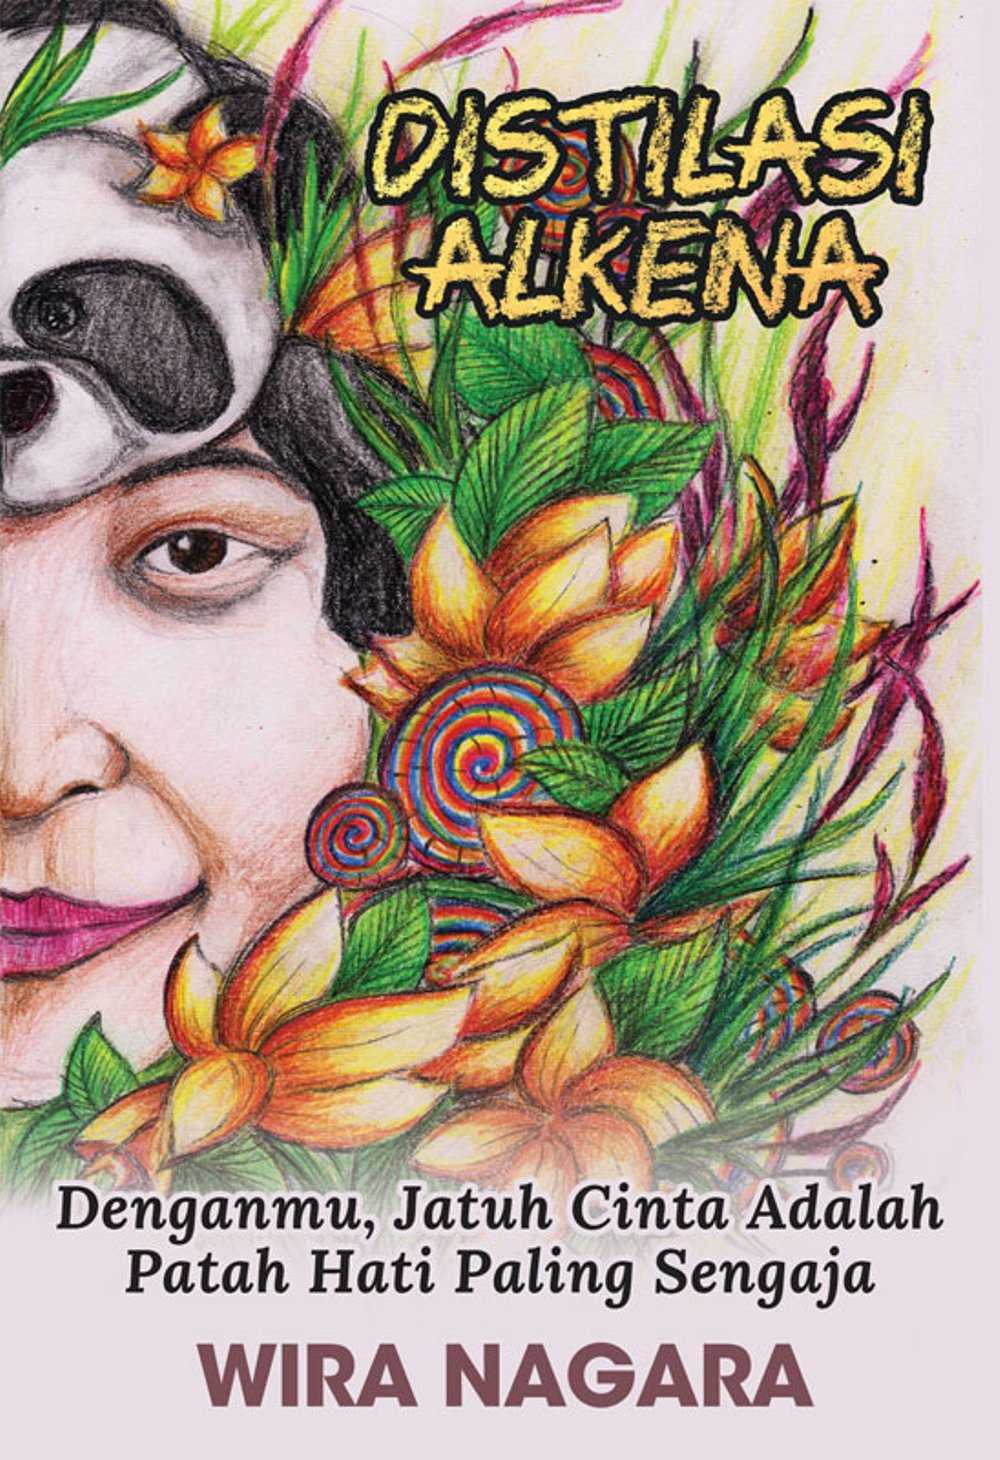 DISTILASI
ALKENA
Denganmu, Jatuh Cinta Adalah
Patah Hati Paling Sengaja
WIRA NAGARA